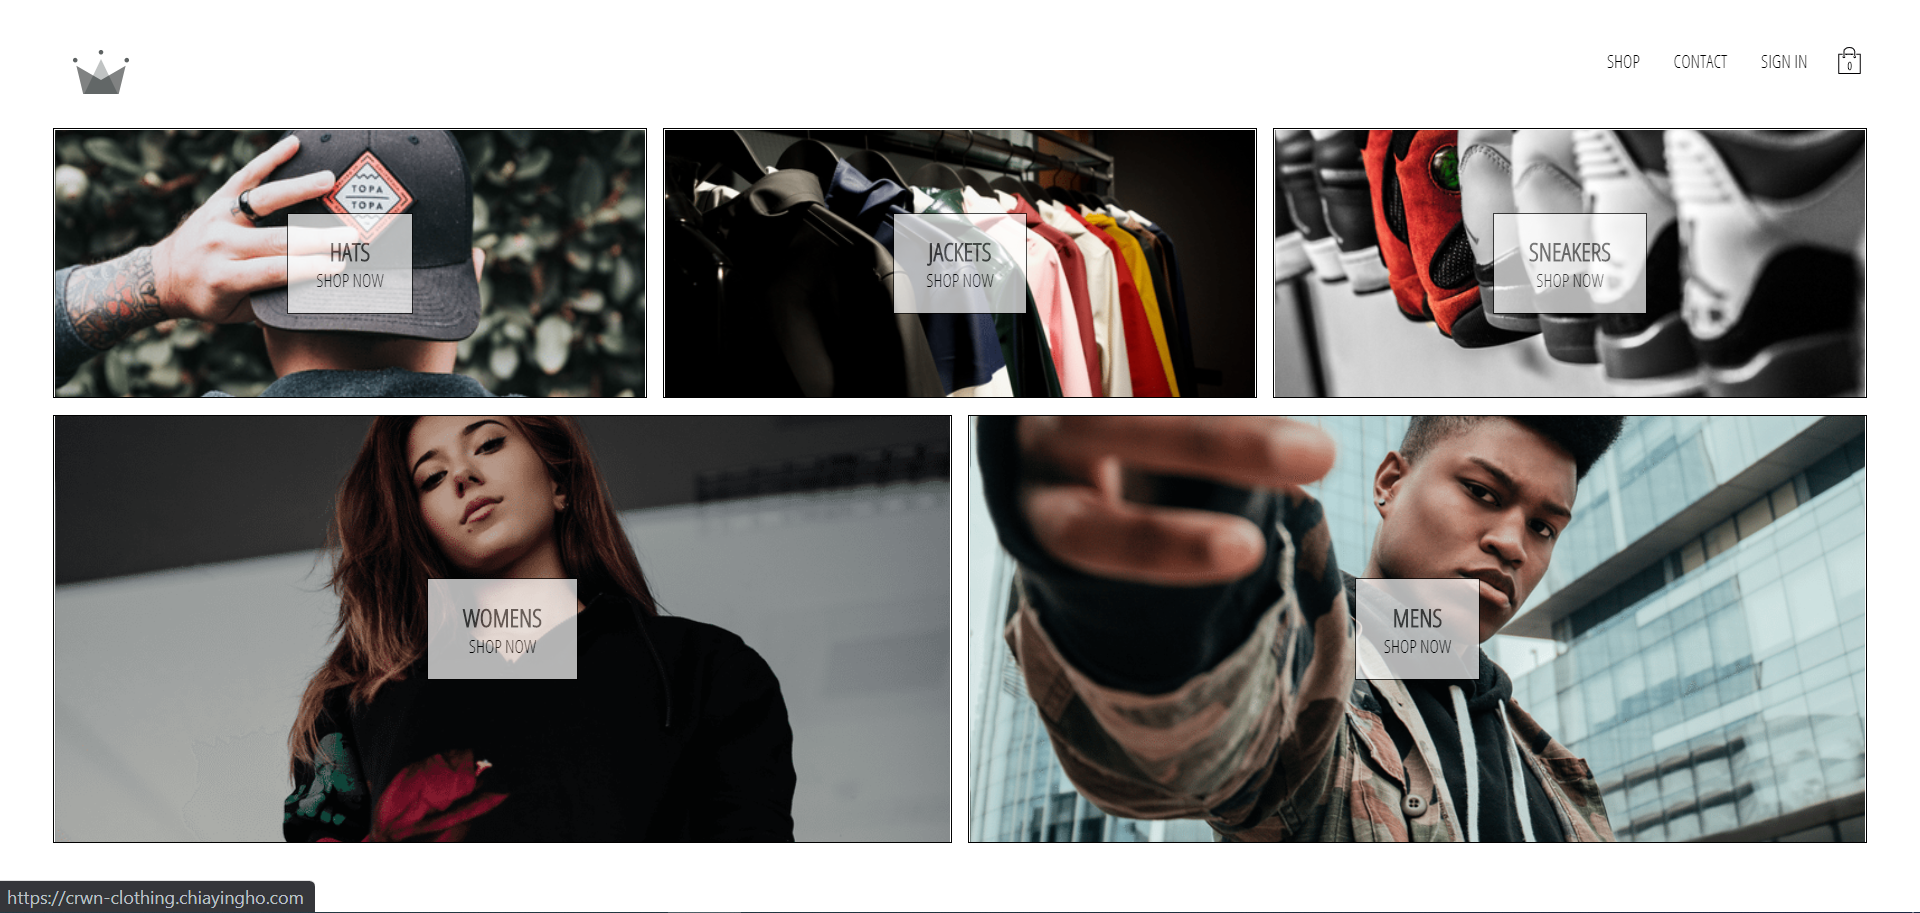 SHOP
CONTACT
SIGN IN
0
TOPA
TOPA
HATS
SHOP NOW
JACKETS
SHOP NOW
SNEAKERS
SHOP NOW
WOMENS
SHOP NOW
MENS
SHOP NOW
https://crwn-clothing.chiayingho.com